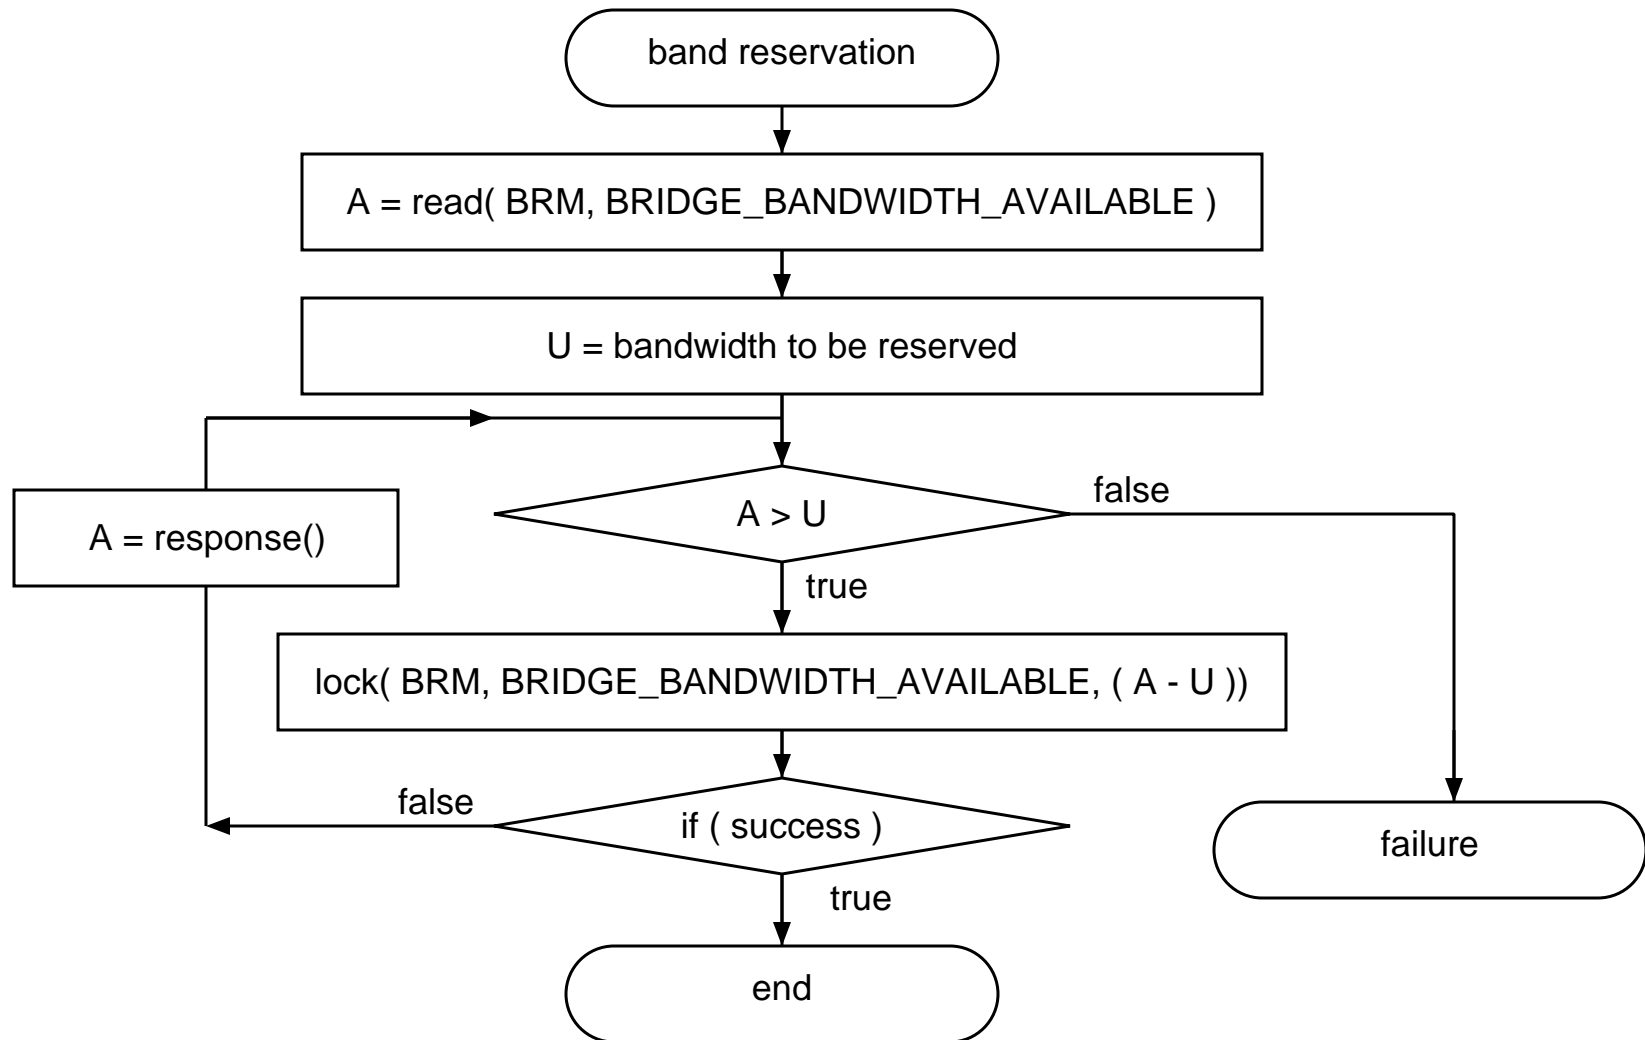 band reservation
A = read( BRM, BRIDGE_BANDWIDTH_AVAILABLE )
U = bandwidth to be reserved
A > U
false
A = response()
true
lock( BRM, BRIDGE_BANDWIDTH_AVAILABLE, ( A - U ))
false
if ( success )
failure
true
end